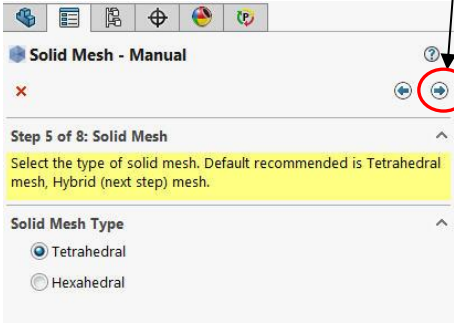 Solid Mesh - Manual
Step 5 of 8: Solid Mesh
Select the type of solid mesh. Default recommended is Tetrahedral
mesh, Hybrid (next step) mesh.
Solid Mesh Type
Tetrahedral
Hexahedral